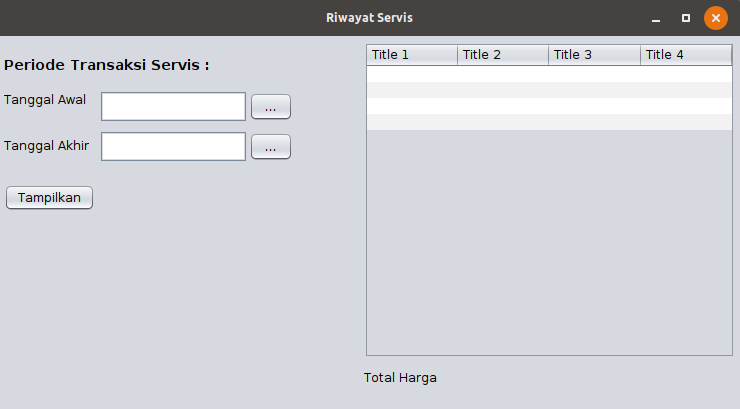 Riwayat Servis
Periode Transaksi Servis :
Tanggal Awal ...
Tanggal Akhir ...
Tampilkan
Title 1 Title 2 Title 3 Title 4
Total Harga